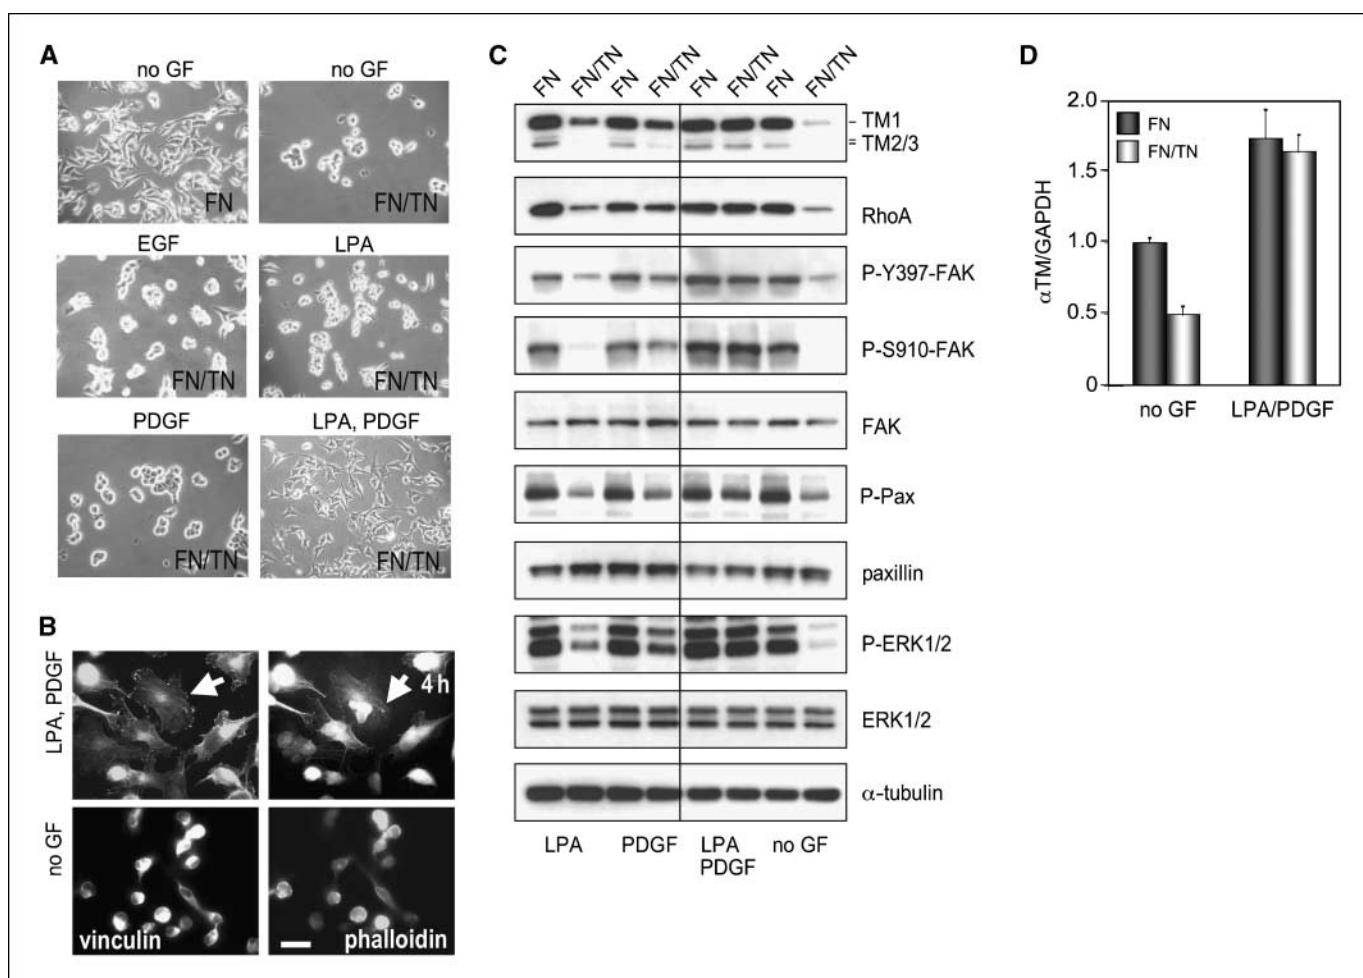 A
no GF
no GF
FN
FN/TN
EGF
LPA
FN/TN
FN/TN
PDGF
LPA, PDGF
FN/TN
FN/TN
B
LPA, PDGF
4 h
no GF
vinculin
phalloidin
C
FN FN/TN FN FN/TN FN FN/TN FN FN/TN
TM1
TM2/3
RhoA
P-Y397-FAK
P-S910-FAK
FAK
P-Pax
paxillin
P-ERK1/2
ERK1/2
α-tubulin
LPA PDGF LPA no GF
PDGF
D
αTM/GAPDH
2.0
1.5
1.0
0.5
0
FN
FN/TN
no GF LPA/PDGF